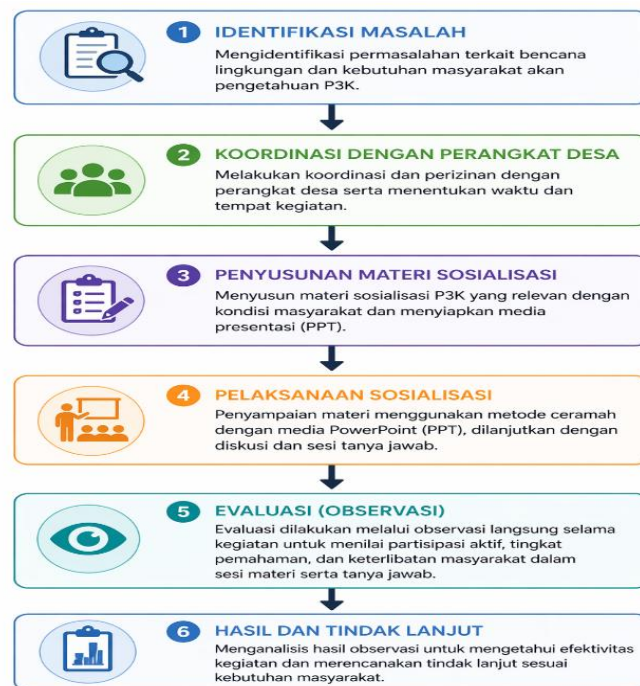 1 IDENTIFIKASI MASALAH
Mengidentifikasi permasalahan terkait bencana
lingkungan dan kebutuhan masyarakat akan
pengetahuan P3K.
2 KOORDINASI DENGAN PERANGKAT DESA
Melakukan koordinasi dan perizinan dengan
perangkat desa serta menentukan waktu dan
tempat kegiatan.
3 PENYUSUNAN MATERI SOSIALISASI
Menyusun materi sosialisasi P3K yang relevan dengan
kondisi masyarakat dan menyiapkan media
presentasi (PPT).
4 PELAKSANAAN SOSIALISASI
Penyampaian materi menggunakan metode ceramah
dengan media PowerPoint (PPT), dilanjutkan dengan
diskusi dan sesi tanya jawab.
5 EVALUASI (OBSERVASI)
Evaluasi dilakukan melalui observasi langsung selama
kegiatan untuk menilai partisipasi aktif, tingkat
pemahaman, dan keterlibatan masyarakat dalam
sesi materi serta tanya jawab.
6 HASIL DAN TINDAK LANJUT
Menganalisis hasil observasi untuk mengetahui efektivitas
kegiatan dan merencanakan tindak lanjut sesuai
kebutuhan masyarakat.